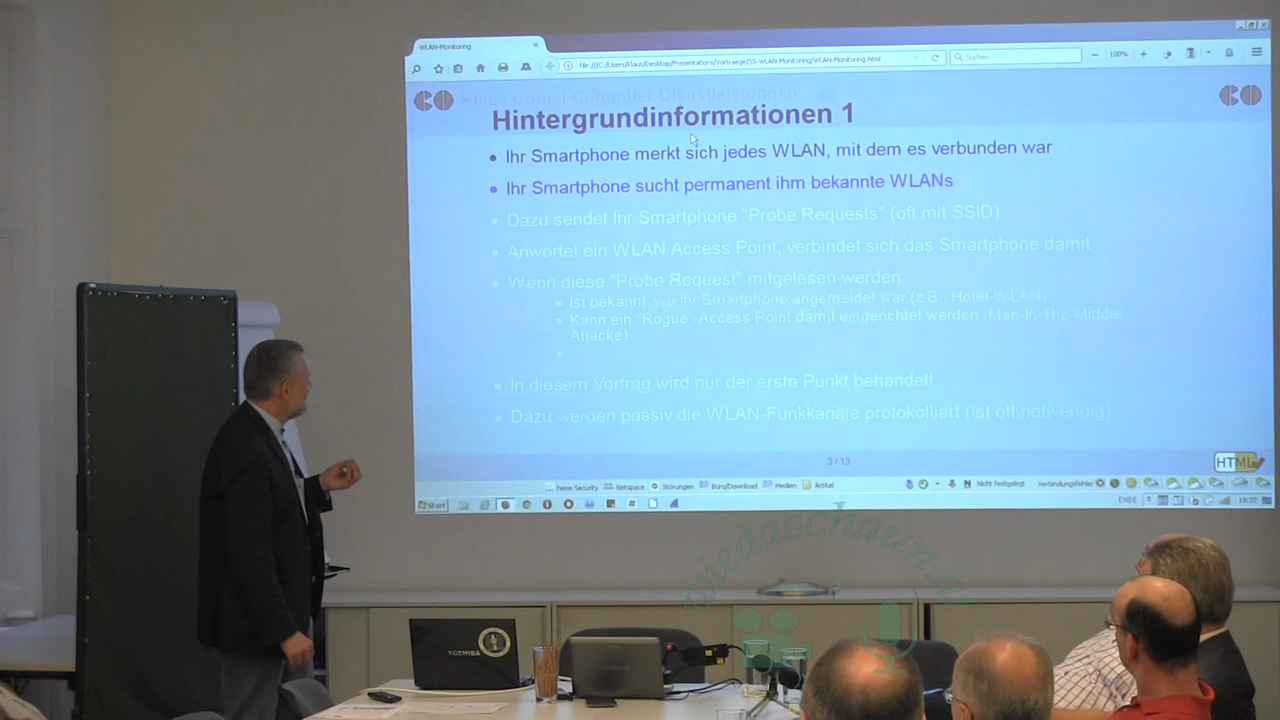 WLAN-Monitoring
file:///C:/Users/Klaus/Desktop/Presentations/Vortraege/SS-WLAN-Monitoring/WLAN-Monitoring.html
100%
Suchen
Klaus Coufal Computer Dienstleistungen
Hintergrundinformationen 1
Ihr Smartphone merkt sich jedes WLAN, mit dem es verbunden war
Ihr Smartphone sucht permanent ihm bekannte WLANs
Dazu sendet Ihr Smartphone "Probe Requests" (oft mit SSID)
Anwortet ein WLAN Access Point, verbindet sich das Smartphone damit
Wenn diese "Probe Request" mitgelesen werden
Ist bekannt, wo Ihr Smartphone angemeldet war (z.B.: Hotel-WLAN)
Kann ein "Rogue"-Access Point damit eingerichtet werden (Man-In-The-Middle-
Attacke)
In diesem Vortrag wird nur der erste Punkt behandelt
Dazu werden passiv die WLAN-Funkkanäle protokolliert (ist oft notwendig)
3 / 13
HTML
heise Security Netspace Störungen Büro/Download Medien Artikel Nicht festgelegt Verbindungsfehler
Start ENDE 18:37
wiedaschaun.at
TOSHIBA